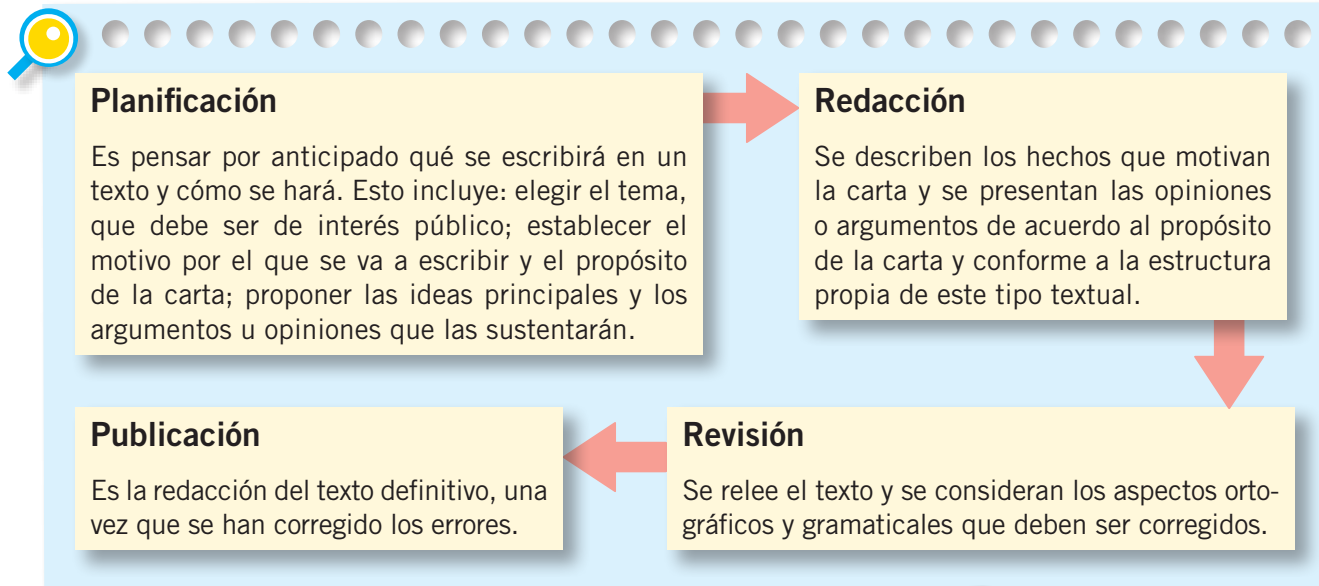 Planificación
Es pensar por anticipado qué se escribirá en un
texto y cómo se hará. Esto incluye: elegir el tema,
que debe ser de interés público; establecer el
motivo por el que se va a escribir y el propósito
de la carta; proponer las ideas principales y los
argumentos u opiniones que las sustentarán.
Redacción
Se describen los hechos que motivan
la carta y se presentan las opiniones
o argumentos de acuerdo al propósito
de la carta y conforme a la estructura
propia de este tipo textual.
Revisión
Se relee el texto y se consideran los aspectos orto-
gráficos y gramaticales que deben ser corregidos.
Publicación
Es la redacción del texto definitivo, una
vez que se han corregido los errores.